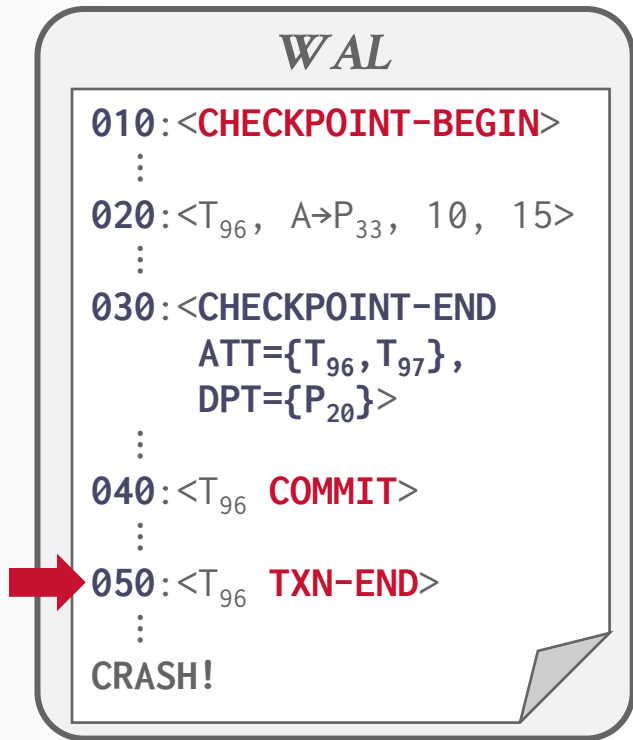 WAL
010:<CHECKPOINT-BEGIN>
⋮
020:<T₉₆, A→P₃₃, 10, 15>
⋮
030:<CHECKPOINT-END
ATT={T₉₆,T₉₇},
DPT={P₂₀}>
⋮
040:<T₉₆ COMMIT>
⋮
050:<T₉₆ TXN-END>
⋮
CRASH!